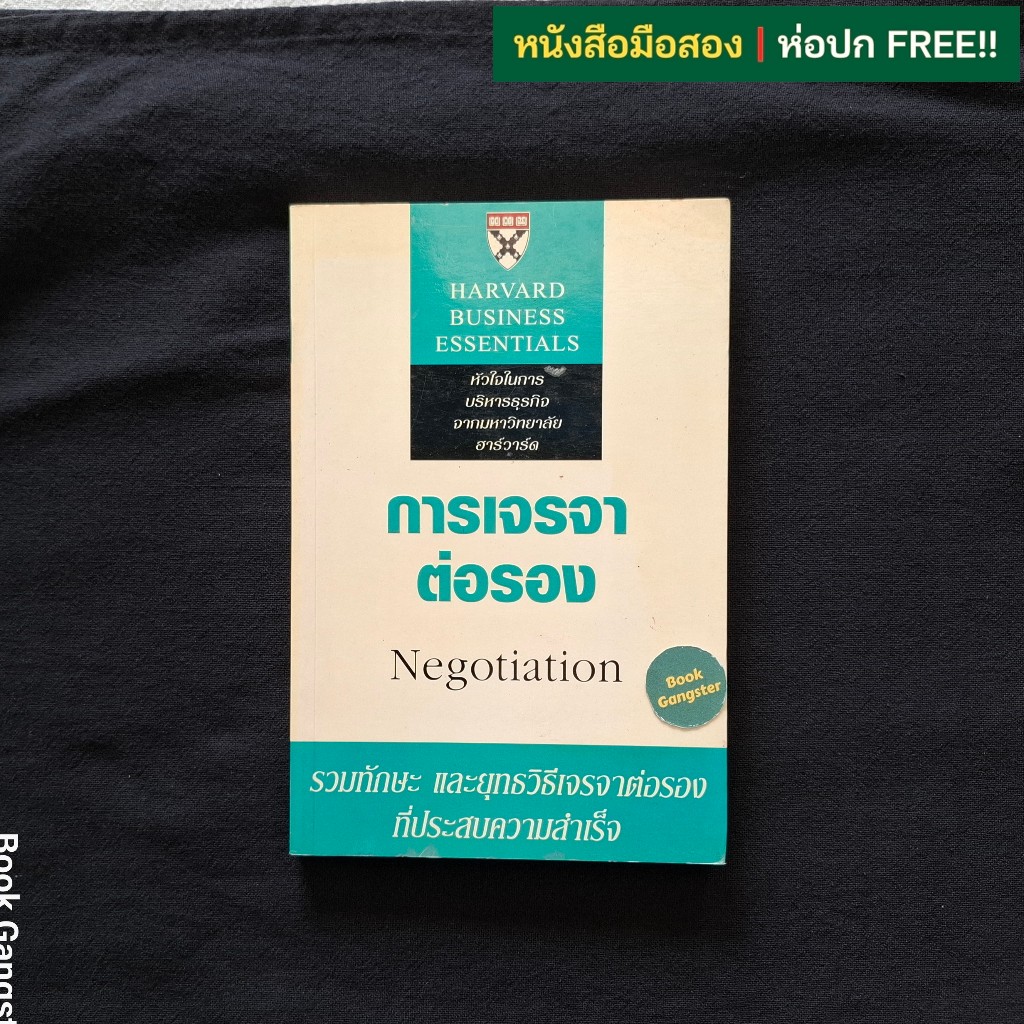 หนังสือมือสอง | ห่อปก FREE!!
HARVARD
BUSINESS
ESSENTIALS
หัวใจในการ
บริหารธุรกิจ
จากมหาวิทยาลัย
ฮาร์วาร์ด
การเจรจา
ต่อรอง
Negotiation
Book
Gangster
รวมทักษะ และยุทธวิธีเจรจาต่อรอง
ที่ประสบความสำเร็จ
Book Gangst